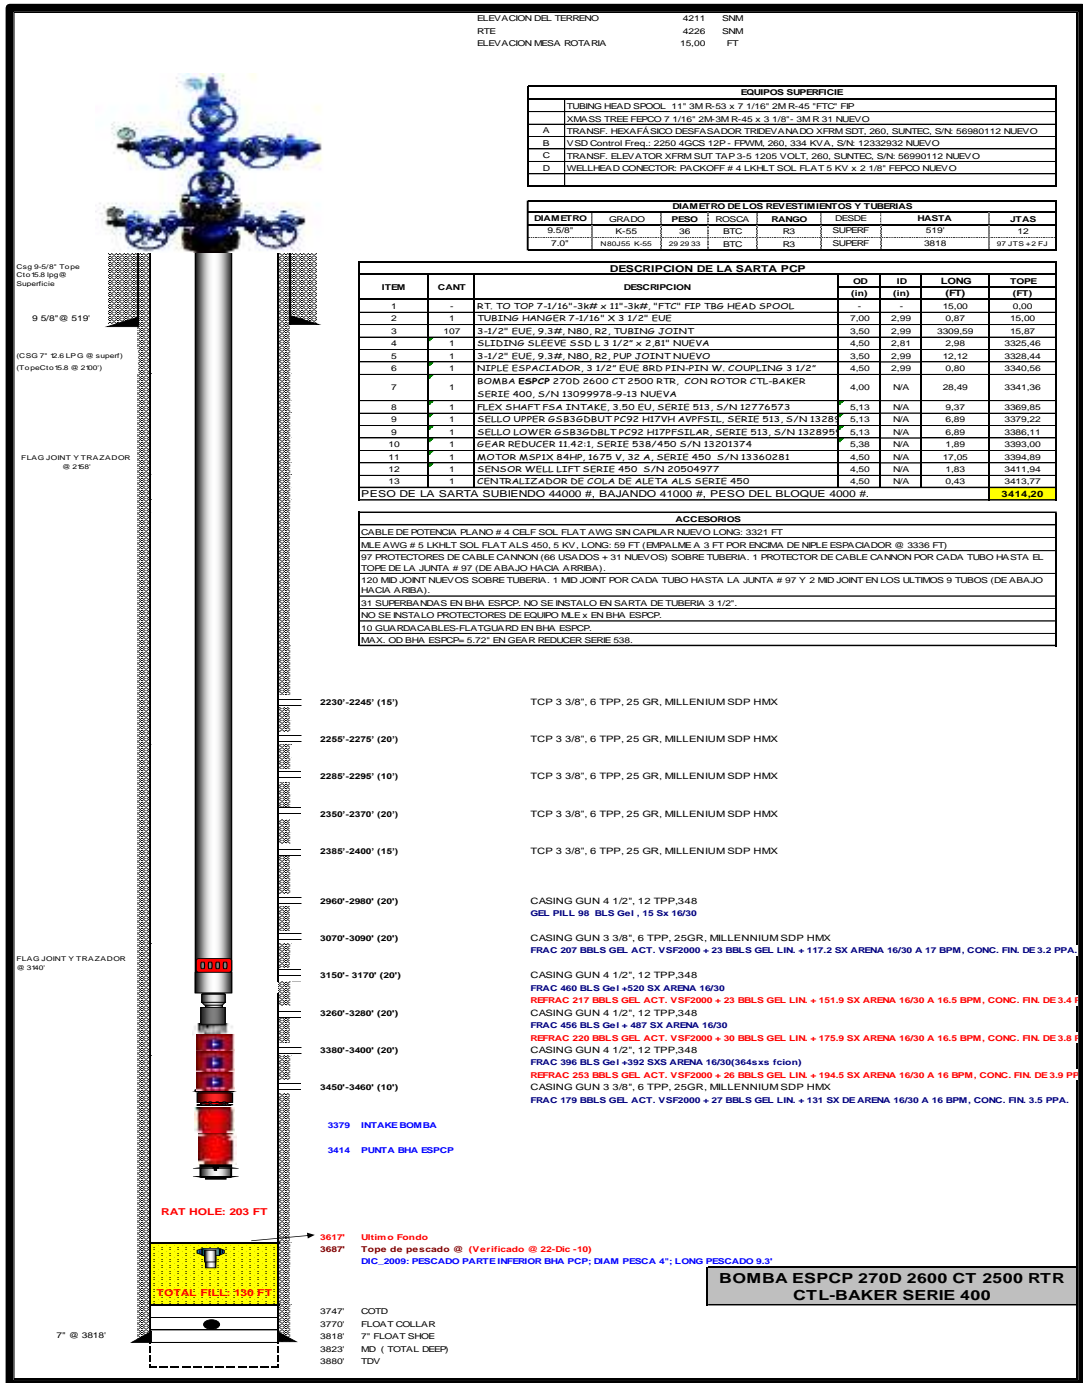 ELEVACION DEL TERRENO 4211 SNM
RTE 4226 SNM
ELEVACION MESA ROTARIA 15,00 FT
EQUIPOS SUPERFICIE
TUBING HEAD SPOOL 11" 3M R-53 x 7 1/16" 2M R-45 "FTC" FIP
XMASS TREE FEPCO 7 1/16" 2M-3M R-45 x 3 1/8"- 3M R 31 NUEVO
A TRANSF. HEXAFÁSICO DESFASADOR TRIDEVANADO XFRM SDT, 260, SUNTEC, S/N: 56980112 NUEVO
B VSD Control Freq.: 2250 4GCS 12P - FPWM, 260, 334 KVA, S/N: 12332932 NUEVO
C TRANSF. ELEVATOR XFRM SUT TAP 3-5 1205 VOLT, 260, SUNTEC, S/N: 56990112 NUEVO
D WELLHEAD CONECTOR: PACKOFF # 4 LKHLT SOL FLAT 5 KV x 2 1/8" FEPCO NUEVO
DIAMETRO DE LOS REVESTIMIENTOS Y TUBERIAS
DIAMETRO GRADO PESO ROSCA RANGO DESDE HASTA JTAS
9.5/8" K-55 36 BTC R3 SUPERF 519' 12
7.0" N80J55 K-55 29 29 33 BTC R3 SUPERF 3818 97 JTS +2 FJ
Csg 9-5/8" Tope
Cto15.8 lpg@
Superficie
9 5/8"@ 519'
(CSG 7" 12.6 LPG @ superf)
(TopeCto15.8 @ 2100')
FLAG JOINT Y TRAZADOR
@ 2158'
DESCRIPCION DE LA SARTA PCP
ITEM CANT DESCRIPCION OD ID LONG TOPE
(in) (in) (FT) (FT)
1 - RT. TO TOP 7-1/16"-3k# x 11"-3k#, "FTC" FIP TBG HEAD SPOOL - - 15,00 0,00
2 1 TUBING HANGER 7-1/16" X 3 1/2" EUE 7,00 2,99 0,87 15,00
3 107 3-1/2" EUE, 9.3#, N80, R2, TUBING JOINT 3,50 2,99 3309,59 15,87
4 1 SLIDING SLEEVE SSD L 3 1/2" x 2,81" NUEVA 4,50 2,81 2,98 3325,46
5 1 3-1/2" EUE, 9.3#, N80, R2, PUP JOINT NUEVO 3,50 2,99 12,12 3328,44
6 1 NIPLE ESPACIADOR, 3 1/2" EUE 8RD PIN-PIN W. COUPLING 3 1/2" 4,50 2,99 0,80 3340,56
7 1 BOMBA ESPCP 270D 2600 CT 2500 RTR, CON ROTOR CTL-BAKER
SERIE 400, S/N 13099978-9-13 NUEVA 4,00 N/A 28,49 3341,36
8 1 FLEX SHAFT FSA INTAKE, 3.50 EU, SERIE 513, S/N 12776573 5,13 N/A 9,37 3369,85
9 1 SELLO UPPER GSB3GDBUT PC92 H17VH AVPFSIL, SERIE 513, S/N 13289 5,13 N/A 6,89 3379,22
9 1 SELLO LOWER GSB3GDBLT PC92 H17PFSILAR, SERIE 513, S/N 132895 5,13 N/A 6,89 3386,11
10 1 GEAR REDUCER 11.42:1, SERIE 538/450 S/N 13201374 5,38 N/A 1,89 3393,00
11 1 MOTOR MSP1X 84HP, 1675 V, 32 A, SERIE 450 S/N 13360281 4,50 N/A 17,05 3394,89
12 1 SENSOR WELL LIFT SERIE 450 S/N 20504977 4,50 N/A 1,83 3411,94
13 1 CENTRALIZADOR DE COLA DE ALETA ALS SERIE 450 4,50 N/A 0,43 3413,77
PESO DE LA SARTA SUBIENDO 44000 #, BAJANDO 41000 #, PESO DEL BLOQUE 4000 #. 3414,20
ACCESORIOS
CABLE DE POTENCIA PLANO # 4 CELF SOL FLAT AWG SIN CAPILAR NUEVO LONG: 3321 FT
MLE AWG # 5 LKHLT SOL FLAT ALS 450, 5 KV, LONG: 59 FT (EMPALME A 3 FT POR ENCIMA DE NIPLE ESPACIADOR @ 3336 FT)
97 PROTECTORES DE CABLE CANNON (66 USADOS + 31 NUEVOS) SOBRE TUBERIA. 1 PROTECTOR DE CABLE CANNON POR CADA TUBO HASTA EL
TOPE DE LA JUNTA # 97 (DE ABAJO HACIA ARRIBA).
120 MID JOINT NUEVOS SOBRE TUBERIA. 1 MID JOINT POR CADA TUBO HASTA LA JUNTA # 97 Y 2 MID JOINT EN LOS ULTIMOS 9 TUBOS (DE ABAJO
HACIA ARIBA).
31 SUPERBANDAS EN BHA ESPCP. NO SE INSTALO EN SARTA DE TUBERIA 3 1/2".
NO SE INSTALO PROTECTORES DE EQUIPO MLE x EN BHA ESPCP.
10 GUARDACABLES-FLATGUARD EN BHA ESPCP.
MAX. OD BHA ESPCP= 5.72" EN GEAR REDUCER SERIE 538.
2230'-2245' (15') TCP 3 3/8", 6 TPP, 25 GR, MILLENIUM SDP HMX
2255'-2275' (20') TCP 3 3/8", 6 TPP, 25 GR, MILLENIUM SDP HMX
2285'-2295' (10') TCP 3 3/8", 6 TPP, 25 GR, MILLENIUM SDP HMX
2350'-2370' (20') TCP 3 3/8", 6 TPP, 25 GR, MILLENIUM SDP HMX
2385'-2400' (15') TCP 3 3/8", 6 TPP, 25 GR, MILLENIUM SDP HMX
2960'-2980' (20') CASING GUN 4 1/2", 12 TPP,348
GEL PILL 98 BLS Gel , 15 Sx 16/30
3070'-3090' (20') CASING GUN 3 3/8", 6 TPP, 25GR, MILLENNIUM SDP HMX
FRAC 207 BBLS GEL ACT. VSF2000 + 23 BBLS GEL LIN. + 117.2 SX ARENA 16/30 A 17 BPM, CONC. FIN. DE 3.2 PPA.
FLAG JOINT Y TRAZADOR
@ 3140'
3150'- 3170' (20') CASING GUN 4 1/2", 12 TPP,348
FRAC 460 BLS Gel +520 SX ARENA 16/30
REFRAC 217 BBLS GEL ACT. VSF2000 + 23 BBLS GEL LIN. + 151.9 SX ARENA 16/30 A 16.5 BPM, CONC. FIN. DE 3.4 P
3260'-3280' (20') CASING GUN 4 1/2", 12 TPP,348
FRAC 456 BLS Gel + 487 SX ARENA 16/30
REFRAC 220 BBLS GEL ACT. VSF2000 + 30 BBLS GEL LIN. + 175.9 SX ARENA 16/30 A 16.5 BPM, CONC. FIN. DE 3.8 P
3380'-3400' (20') CASING GUN 4 1/2", 12 TPP,348
FRAC 396 BLS Gel +392 SXS ARENA 16/30(364sxs fcion)
REFRAC 253 BBLS GEL ACT. VSF2000 + 26 BBLS GEL LIN. + 194.5 SX ARENA 16/30 A 16 BPM, CONC. FIN. DE 3.9 PP
3450'-3460' (10') CASING GUN 3 3/8", 6 TPP, 25GR, MILLENNIUM SDP HMX
FRAC 179 BBLS GEL ACT. VSF2000 + 27 BBLS GEL LIN. + 131 SX DE ARENA 16/30 A 16 BPM, CONC. FIN. 3.5 PPA.
3379 INTAKE BOMBA
3414 PUNTA BHA ESPCP
RAT HOLE: 203 FT
3617' Ultimo Fondo
3687' Tope de pescado @ (Verificado @ 22-Dic -10)
DIC_2009: PESCADO PARTE INFERIOR BHA PCP; DIAM PESCA 4"; LONG PESCADO 9.3'
BOMBA ESPCP 270D 2600 CT 2500 RTR
CTL-BAKER SERIE 400
TOTAL FILL: 130 FT
3747' COTD
3770' FLOAT COLLAR
7" @ 3818'
3818' 7" FLOAT SHOE
3823' MD ( TOTAL DEEP)
3880' TDV